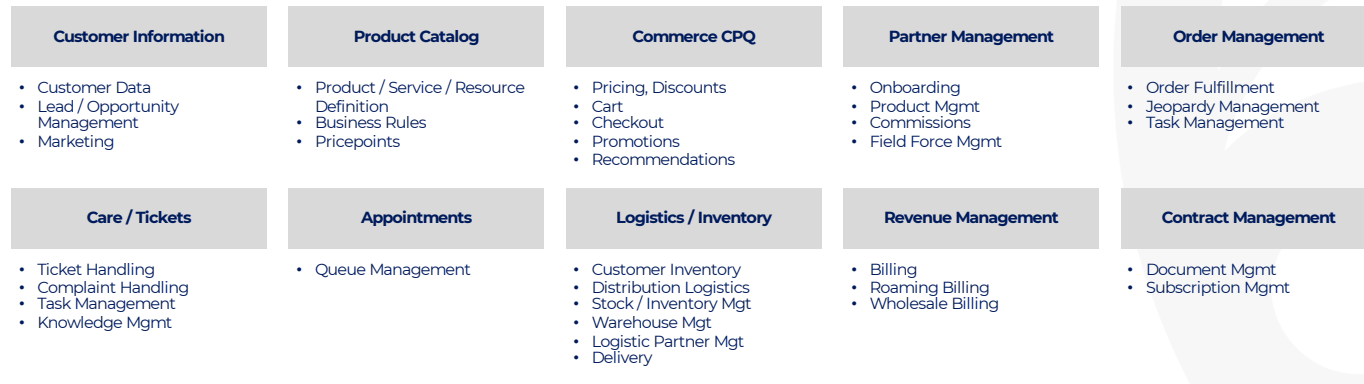 Customer Information
• Customer Data
• Lead / Opportunity
Management
• Marketing
Product Catalog
• Product / Service / Resource
Definition
• Business Rules
• Pricepoints
Commerce CPQ
• Pricing, Discounts
• Cart
• Checkout
• Promotions
• Recommendations
Partner Management
• Onboarding
• Product Mgmt
• Commissions
• Field Force Mgmt
Order Management
• Order Fulfillment
• Jeopardy Management
• Task Management
Care / Tickets
• Ticket Handling
• Complaint Handling
• Task Management
• Knowledge Mgmt
Appointments
• Queue Management
Logistics / Inventory
• Customer Inventory
• Distribution Logistics
• Stock / Inventory Mgt
• Warehouse Mgt
• Logistic Partner Mgt
• Delivery
Revenue Management
• Billing
• Roaming Billing
• Wholesale Billing
Contract Management
• Document Mgmt
• Subscription Mgmt